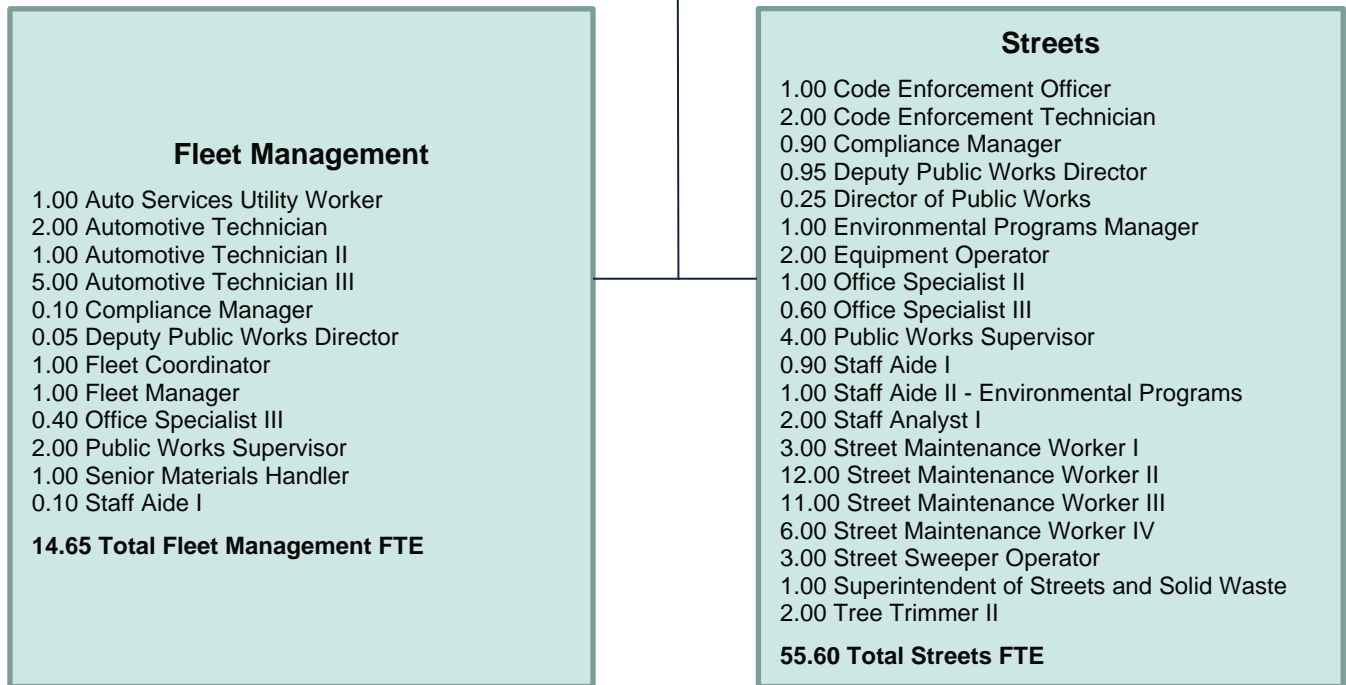 Fleet Management
1.00 Auto Services Utility Worker
2.00 Automotive Technician
1.00 Automotive Technician II
5.00 Automotive Technician III
0.10 Compliance Manager
0.05 Deputy Public Works Director
1.00 Fleet Coordinator
1.00 Fleet Manager
0.40 Office Specialist III
2.00 Public Works Supervisor
1.00 Senior Materials Handler
0.10 Staff Aide I
14.65 Total Fleet Management FTE
Streets
1.00 Code Enforcement Officer
2.00 Code Enforcement Technician
0.90 Compliance Manager
0.95 Deputy Public Works Director
0.25 Director of Public Works
1.00 Environmental Programs Manager
2.00 Equipment Operator
1.00 Office Specialist II
0.60 Office Specialist III
4.00 Public Works Supervisor
0.90 Staff Aide I
1.00 Staff Aide II - Environmental Programs
2.00 Staff Analyst I
3.00 Street Maintenance Worker I
12.00 Street Maintenance Worker II
11.00 Street Maintenance Worker III
6.00 Street Maintenance Worker IV
3.00 Street Sweeper Operator
1.00 Superintendent of Streets and Solid Waste
2.00 Tree Trimmer II
55.60 Total Streets FTE